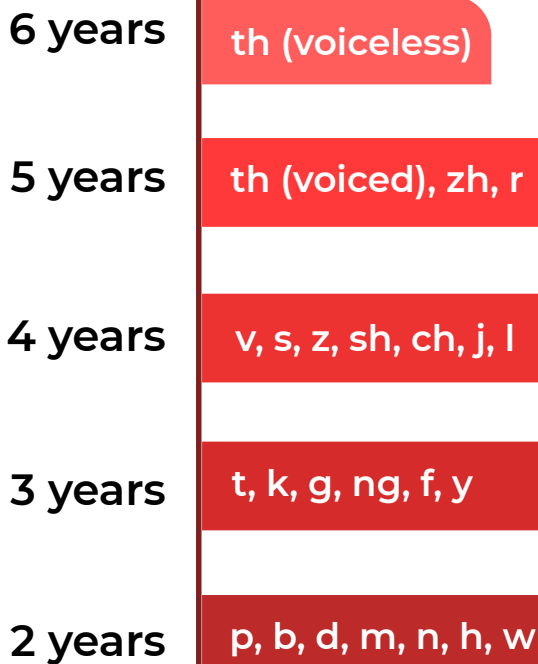 6 years th (voiceless)
5 years th (voiced), zh, r
4 years v, s, z, sh, ch, j, l
3 years t, k, g, ng, f, y
2 years p, b, d, m, n, h, w